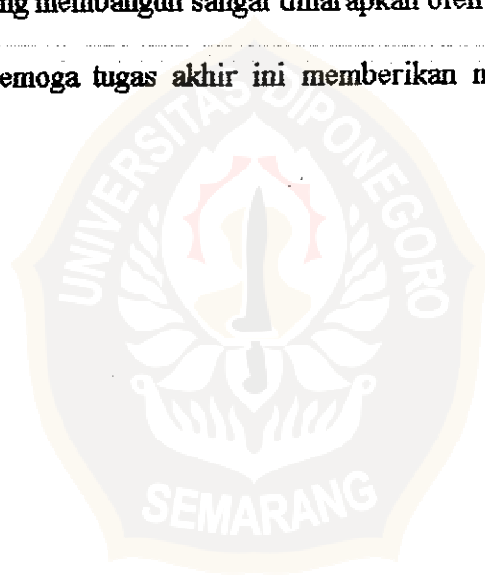 ng membangun sangat diharapkan oleh
emoga tugas akhir ini memberikan m
UNIVERSITAS DIPONEGORO
SEMARANG